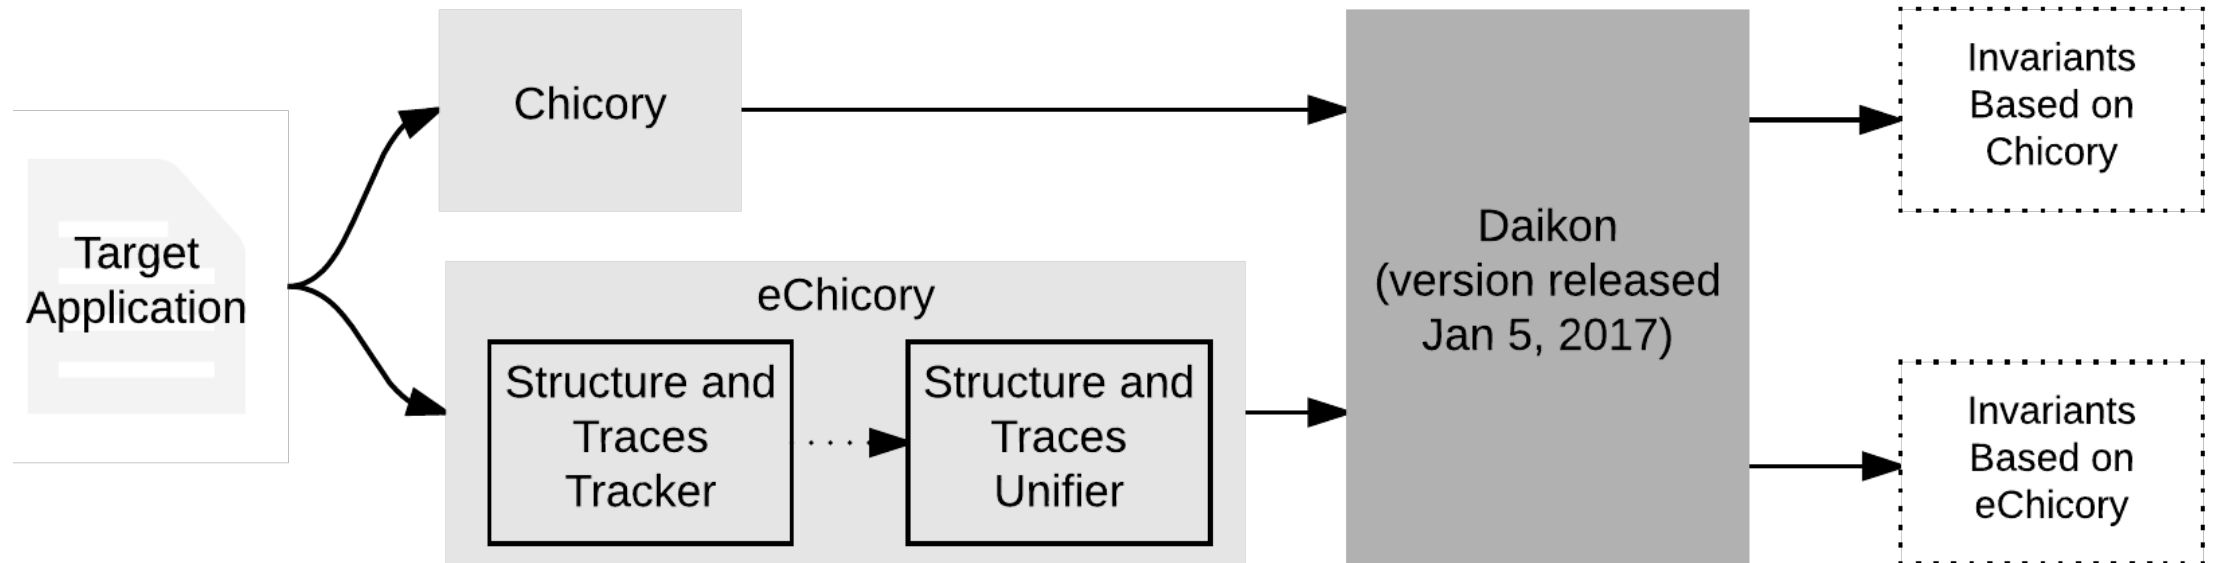 Target
Application
Chicory
eChicory
Structure and
Traces
Tracker
Structure and
Traces
Unifier
Daikon
(version released
Jan 5, 2017)
Invariants
Based on
Chicory
Invariants
Based on
eChicory